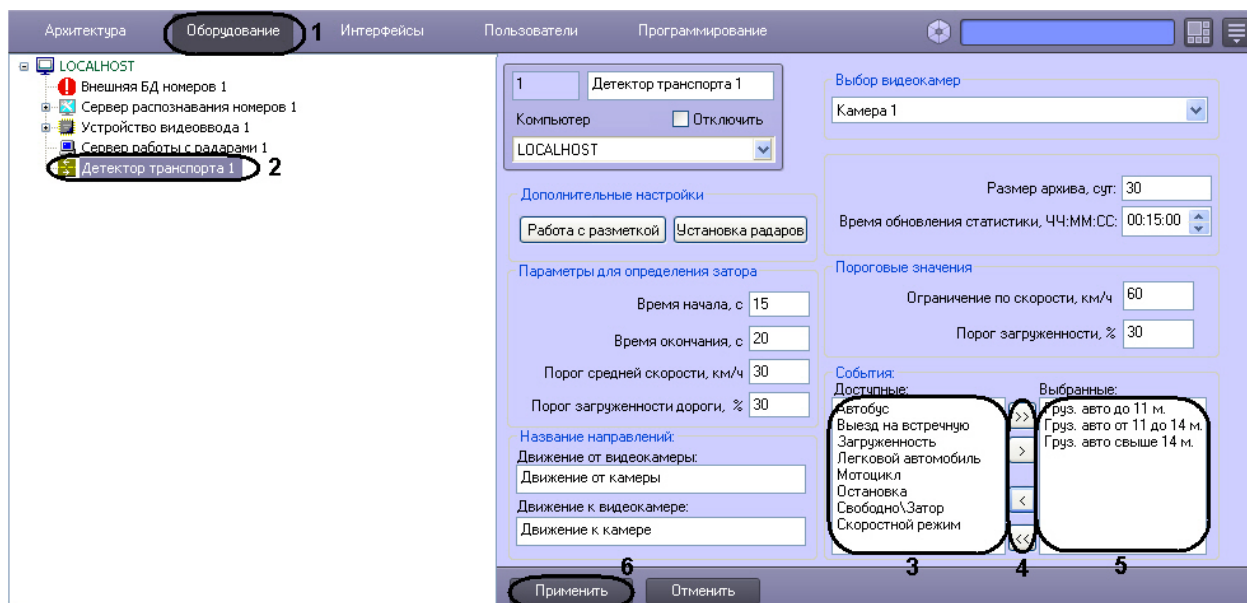 Архитектура Оборудование 1 Интерфейсы Пользователи Программирование
LOCALHOST
Внешняя БД номеров 1
Сервер распознавания номеров 1
Устройство видеоввода 1
Сервер работы с радарами 1
Детектор транспорта 1 2
1 Детектор транспорта 1
Компьютер Отключить
LOCALHOST
Дополнительные настройки
Работа с разметкой Установка радаров
Параметры для определения затора
Время начала, с 15
Время окончания, с 20
Порог средней скорости, км/ч 30
Порог загруженности дороги, % 30
Название направлений:
Движение от видеокамеры:
Движение от камеры
Движение к видеокамере:
Движение к камере
Выбор видеокамер
Камера 1
Размер архива, сут: 30
Время обновления статистики, ЧЧ:ММ:СС: 00:15:00
Пороговые значения
Ограничение по скорости, км/ч 60
Порог загруженности, % 30
События:
Доступные: Выбранные:
Автобус >> Груз. авто до 11 м.
Выезд на встречную Груз. авто от 11 до 14 м.
Загруженность Груз. авто свыше 14 м.
Легковой автомобиль >
Мотоцикл
Остановка <
Свободно\Затор
Скоростной режим <<
3 4 5
6
Применить Отменить